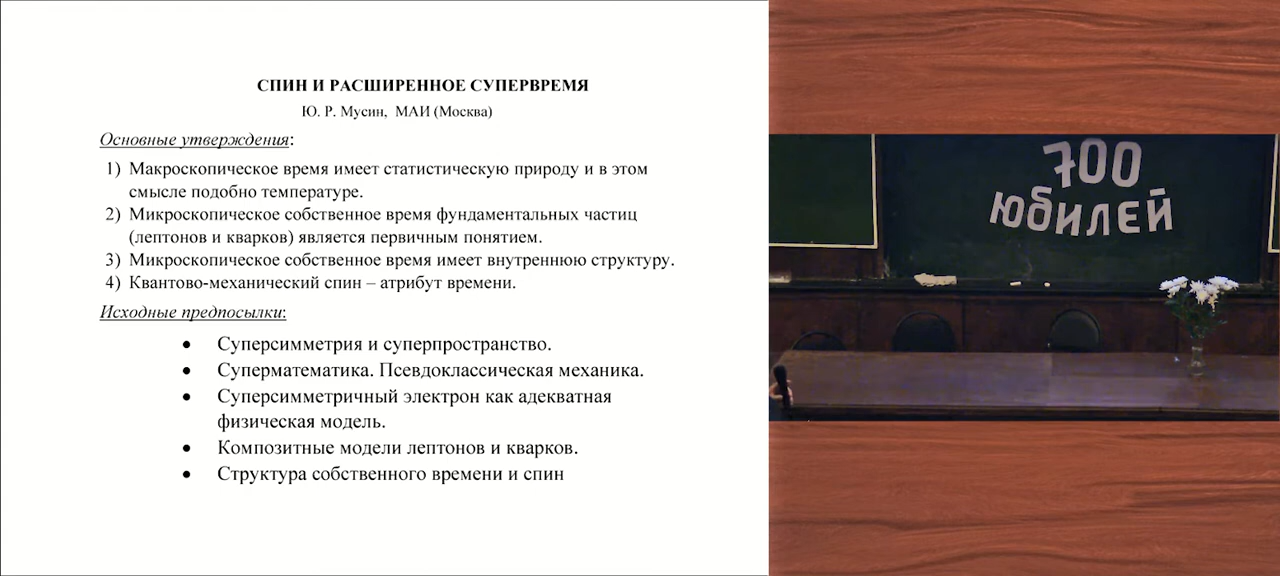 СПИН И РАСШИРЕННОЕ СУПЕРВРЕМЯ
Ю. Р. Мусин, МАИ (Москва)
Основные утверждения:
1) Макроскопическое время имеет статистическую природу и в этом
смысле подобно температуре.
2) Микроскопическое собственное время фундаментальных частиц
(лептонов и кварков) является первичным понятием.
3) Микроскопическое собственное время имеет внутреннюю структуру.
4) Квантово-механический спин – атрибут времени.
Исходные предпосылки:
• Суперсимметрия и суперпространство.
• Суперматематика. Псевдоклассическая механика.
• Суперсимметричный электрон как адекватная
физическая модель.
• Композитные модели лептонов и кварков.
• Структура собственного времени и спин
700
юбилей